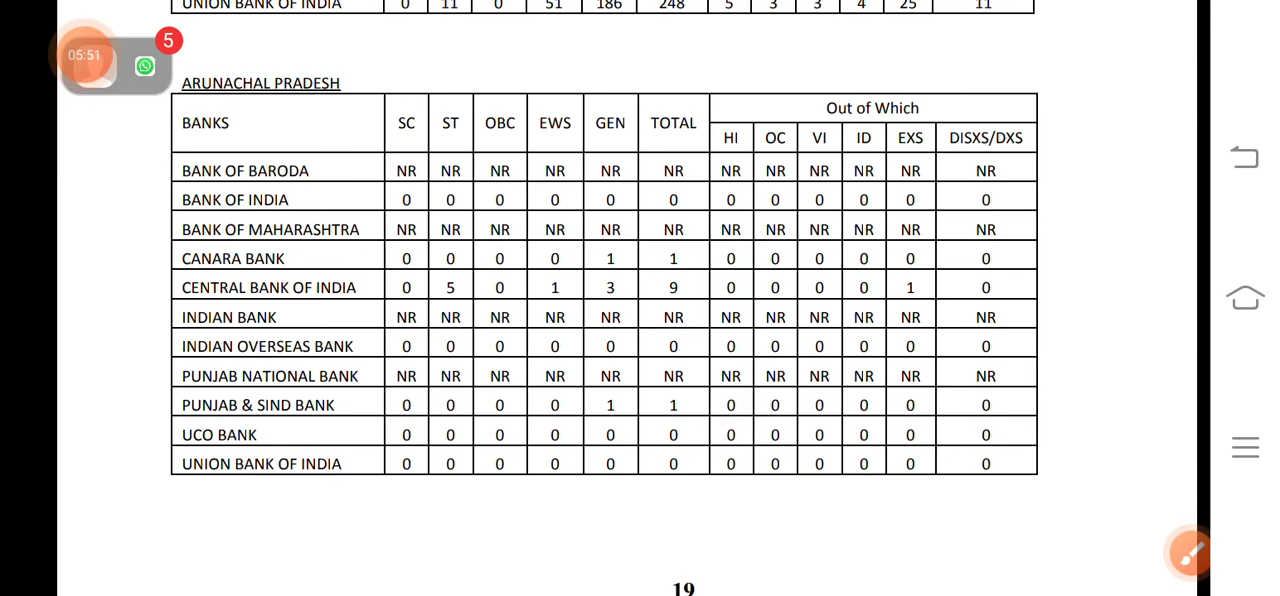 UNION BANK OF INDIA 0 11 0 51 186 248 5 3 3 4 25 11
05:51
5
ARUNACHAL PRADESH
BANKS SC ST OBC EWS GEN TOTAL Out of Which
HI OC VI ID EXS DISXS/DXS
BANK OF BARODA NR NR NR NR NR NR NR NR NR NR NR NR
BANK OF INDIA 0 0 0 0 0 0 0 0 0 0 0 0
BANK OF MAHARASHTRA NR NR NR NR NR NR NR NR NR NR NR NR
CANARA BANK 0 0 0 0 1 1 0 0 0 0 0 0
CENTRAL BANK OF INDIA 0 5 0 1 3 9 0 0 0 0 1 0
INDIAN BANK NR NR NR NR NR NR NR NR NR NR NR NR
INDIAN OVERSEAS BANK 0 0 0 0 0 0 0 0 0 0 0 0
PUNJAB NATIONAL BANK NR NR NR NR NR NR NR NR NR NR NR NR
PUNJAB & SIND BANK 0 0 0 0 1 1 0 0 0 0 0 0
UCO BANK 0 0 0 0 0 0 0 0 0 0 0 0
UNION BANK OF INDIA 0 0 0 0 0 0 0 0 0 0 0 0
19